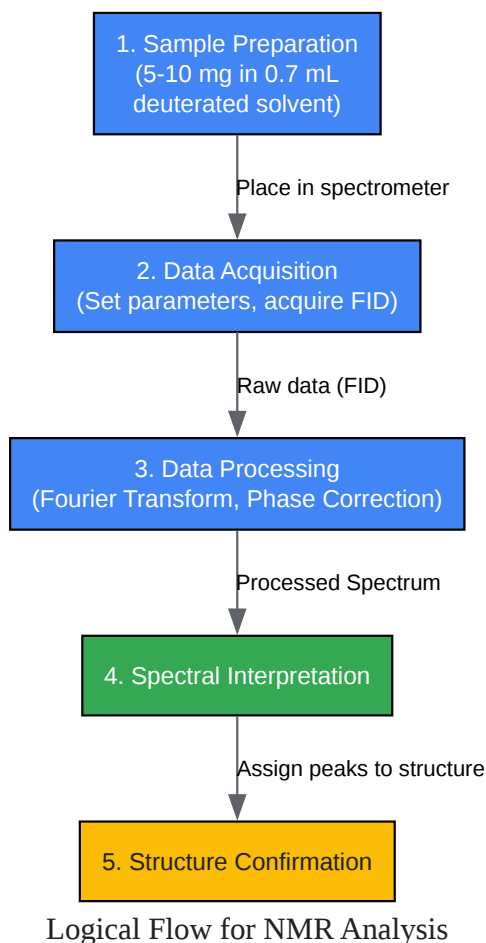 1. Sample Preparation
(5-10 mg in 0.7 mL
deuterated solvent)
Place in spectrometer
2. Data Acquisition
(Set parameters, acquire FID)
Raw data (FID)
3. Data Processing
(Fourier Transform, Phase Correction)
Processed Spectrum
4. Spectral Interpretation
Assign peaks to structure
5. Structure Confirmation
Logical Flow for NMR Analysis